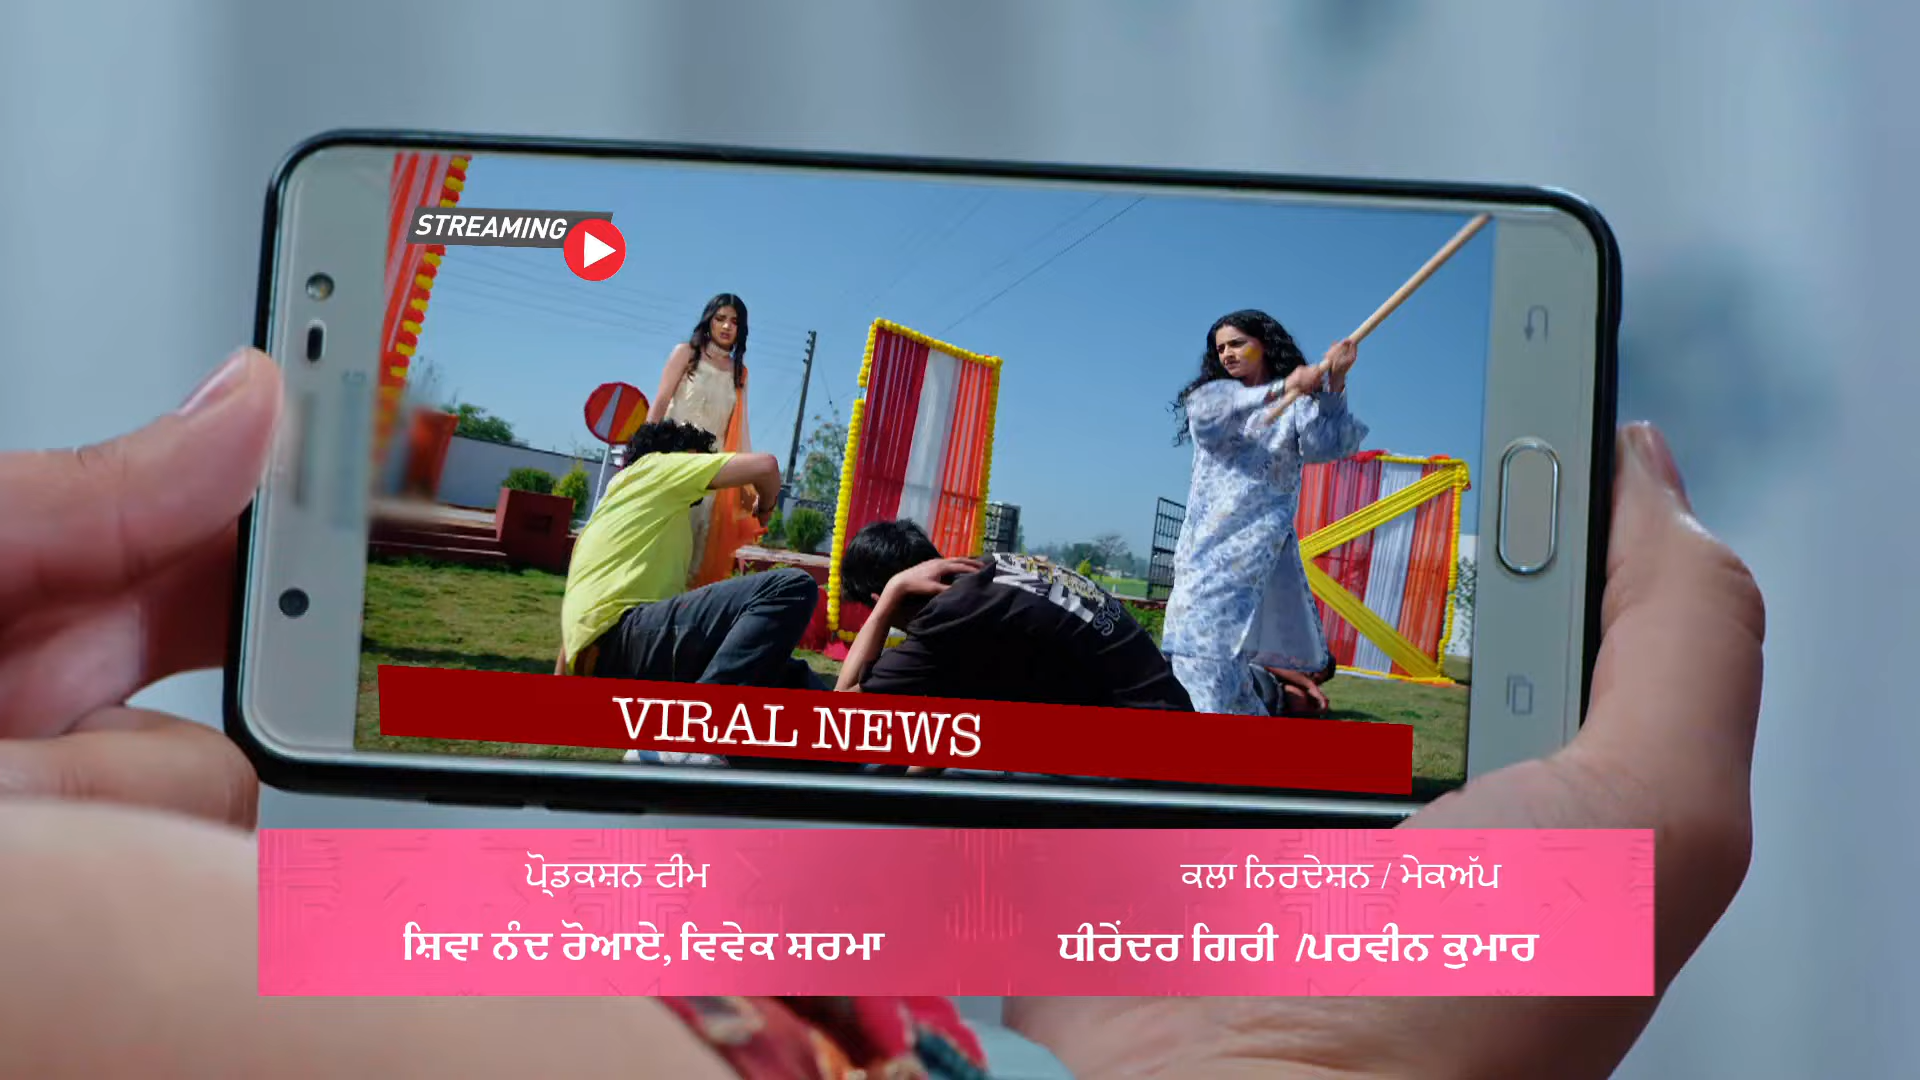 STREAMING
VIRAL NEWS
ਪ੍ਰੋਡਕਸ਼ਨ ਟੀਮ
ਕਲਾ ਨਿਰਦੇਸ਼ਨ / ਮੇਕਅੱਪ
ਸ਼ਿਵਾ ਨੰਦ ਰੋਆਏ, ਵਿਵੇਕ ਸ਼ਰਮਾ
ਧੀਰੇਂਦਰ ਗਿਰੀ /ਪਰਵੀਨ ਕੁਮਾਰ